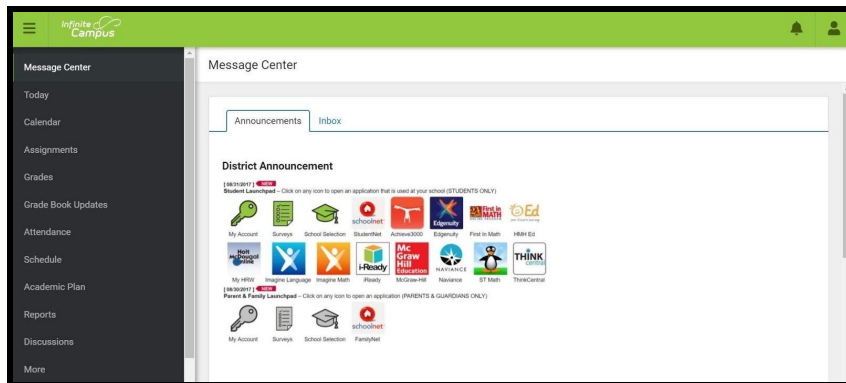 Infinite
Campus
Message Center
Today
Calendar
Assignments
Grades
Grade Book Updates
Attendance
Schedule
Academic Plan
Reports
Discussions
More
Message Center
Announcements Inbox
District Announcement
[ 08/31/2017 ] NEW
Student Launchpad – Click on any icon to open an application that is used at your school (STUDENTS ONLY)
schoolnet Edgenuity First in MATH Ed
My Account Surveys School Selection StudentNet Achieve3000 Edgenuity First in Math HMH Ed
Holt McDougal Online i-Ready Mc Graw Hill Education NAVIANCE THINK central
My HRW Imagine Language Imagine Math iReady McGraw-Hill Naviance ST Math ThinkCentral
[ 08/30/2017 ] NEW
Parent & Family Launchpad – Click on any icon to open an application (PARENTS & GUARDIANS ONLY)
schoolnet
My Account Surveys School Selection FamilyNet